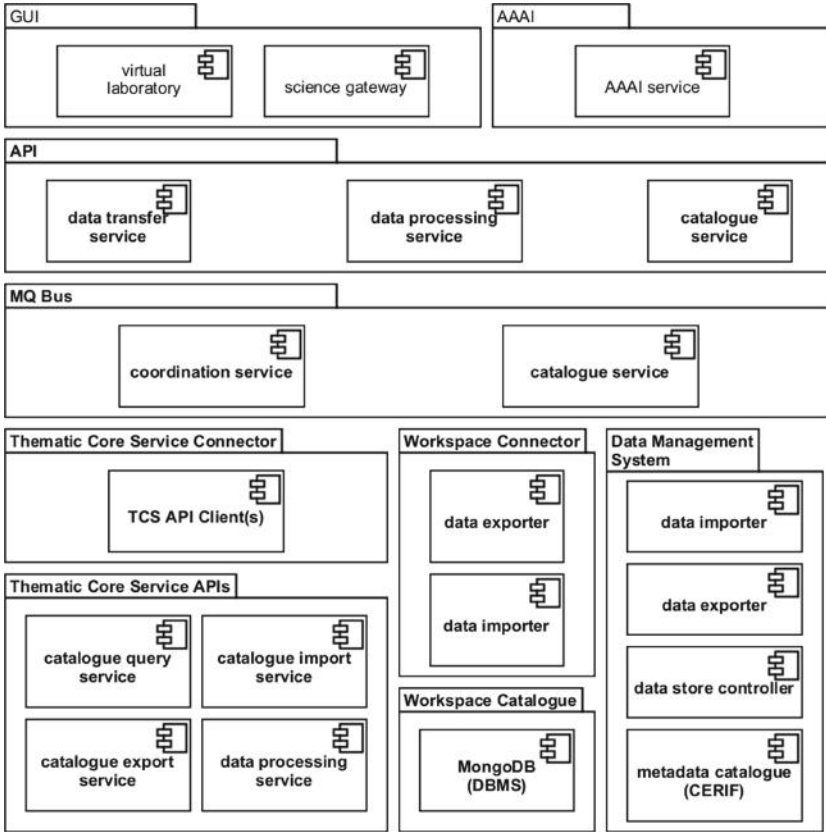 GUI
virtual
laboratory
science gateway
AAAI
AAAI service
API
data transfer
service
data processing
service
catalogue
service
MQ Bus
coordination service
catalogue service
Thematic Core Service Connector
TCS API Client(s)
Thematic Core Service APIs
catalogue query
service
catalogue import
service
catalogue export
service
data processing
service
Workspace Connector
data exporter
data importer
Workspace Catalogue
MongoDB
(DBMS)
Data Management
System
data importer
data exporter
data store controller
metadata catalogue
(CERIF)